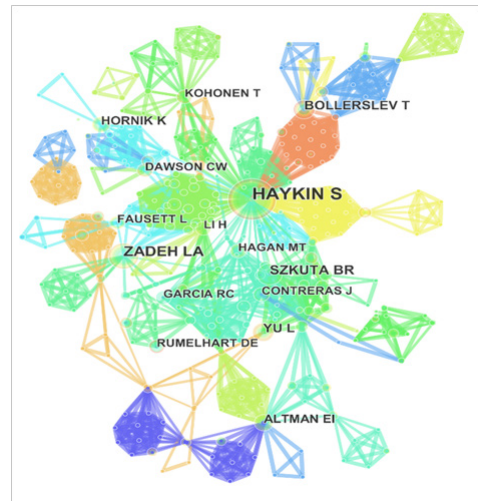 KOHONEN T
BOLLERSLEV T
HORNIK K
DAWSON CW
HAYKIN S
FAUSETT L
LI H
HAGAN MT
ZADEH LA
SZKUTA BR
GARCIA RC
CONTRERAS J
YU L
RUMELHART DE
ALTMAN EI